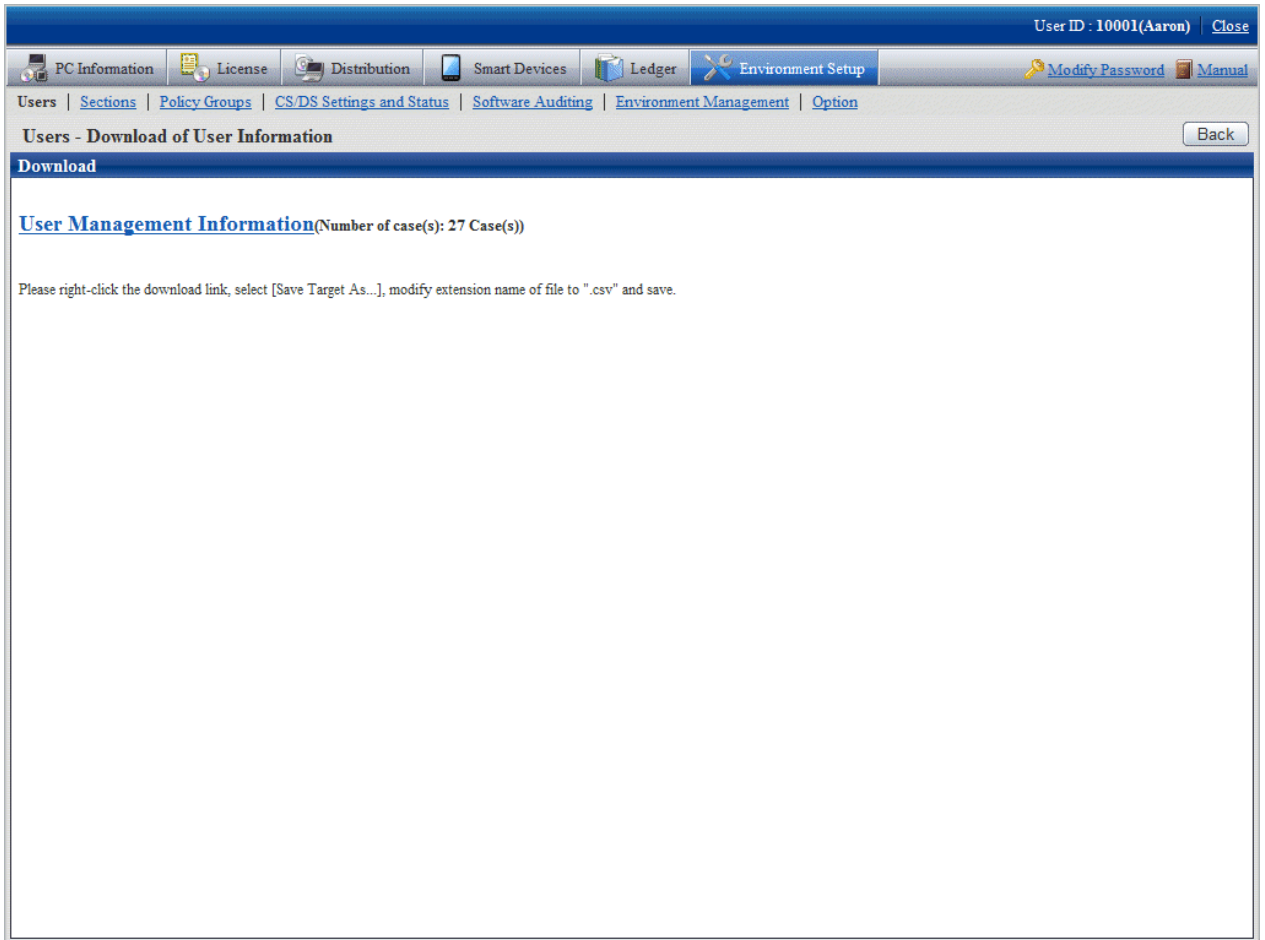 User ID : 10001(Aaron) Close
PC Information License Distribution Smart Devices Ledger Environment Setup Modify Password Manual
Users | Sections | Policy Groups | CS/DS Settings and Status | Software Auditing | Environment Management | Option
Users - Download of User Information Back
Download
User Management Information(Number of case(s): 27 Case(s))
Please right-click the download link, select [Save Target As...], modify extension name of file to ".csv" and save.